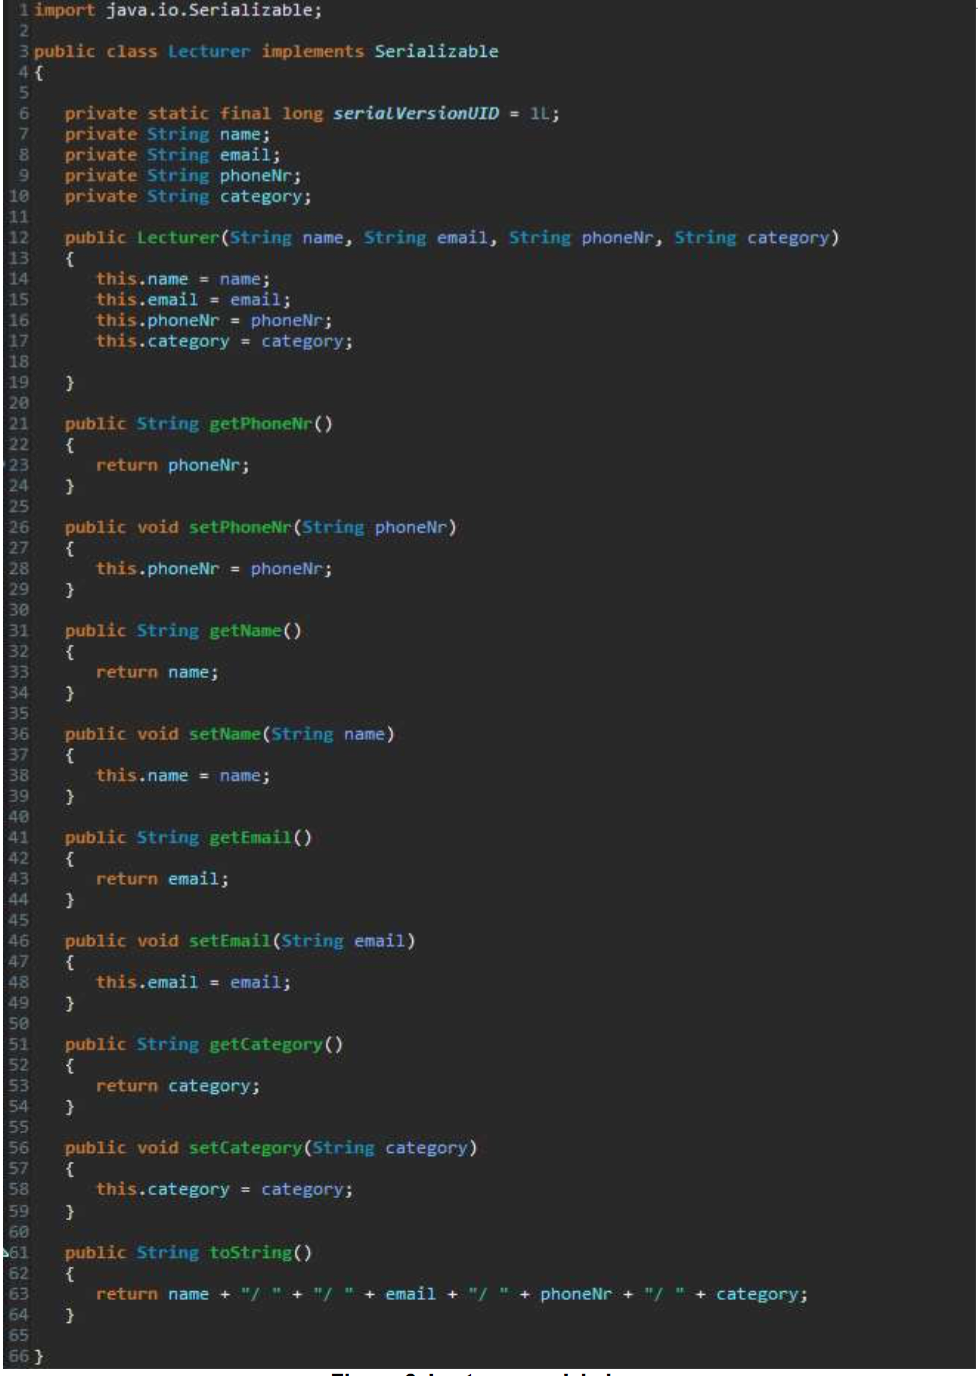 1 import java.io.Serializable;
2
3 public class Lecturer implements Serializable
4 {
5
6 private static final long serialVersionUID = 1L;
7 private String name;
8 private String email;
9 private String phoneNr;
10 private String category;
11
12 public Lecturer(String name, String email, String phoneNr, String category)
13 {
14 this.name = name;
15 this.email = email;
16 this.phoneNr = phoneNr;
17 this.category = category;
18
19 }
20
21 public String getPhoneNr()
22 {
23 return phoneNr;
24 }
25
26 public void setPhoneNr(String phoneNr)
27 {
28 this.phoneNr = phoneNr;
29 }
30
31 public String getName()
32 {
33 return name;
34 }
35
36 public void setName(String name)
37 {
38 this.name = name;
39 }
40
41 public String getEmail()
42 {
43 return email;
44 }
45
46 public void setEmail(String email)
47 {
48 this.email = email;
49 }
50
51 public String getCategory()
52 {
53 return category;
54 }
55
56 public void setCategory(String category)
57 {
58 this.category = category;
59 }
60
61 public String toString()
62 {
63 return name + "/ " + "/ " + email + "/ " + phoneNr + "/ " + category;
64 }
65
66 }